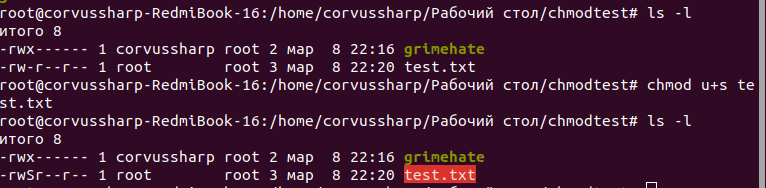 root@corvussharp-RedmiBook-16:/home/corvussharp/Рабочий стол/chmodtest# ls -l
итого 8
-rwx------ 1 corvussharp root 2 мар  8 22:16 grimehate
-rw-r--r-- 1 root        root 3 мар  8 22:20 test.txt
root@corvussharp-RedmiBook-16:/home/corvussharp/Рабочий стол/chmodtest# chmod u+s te
st.txt
root@corvussharp-RedmiBook-16:/home/corvussharp/Рабочий стол/chmodtest# ls -l
итого 8
-rwx------ 1 corvussharp root 2 мар  8 22:16 grimehate
-rwSr--r-- 1 root        root 3 мар  8 22:20 test.txt